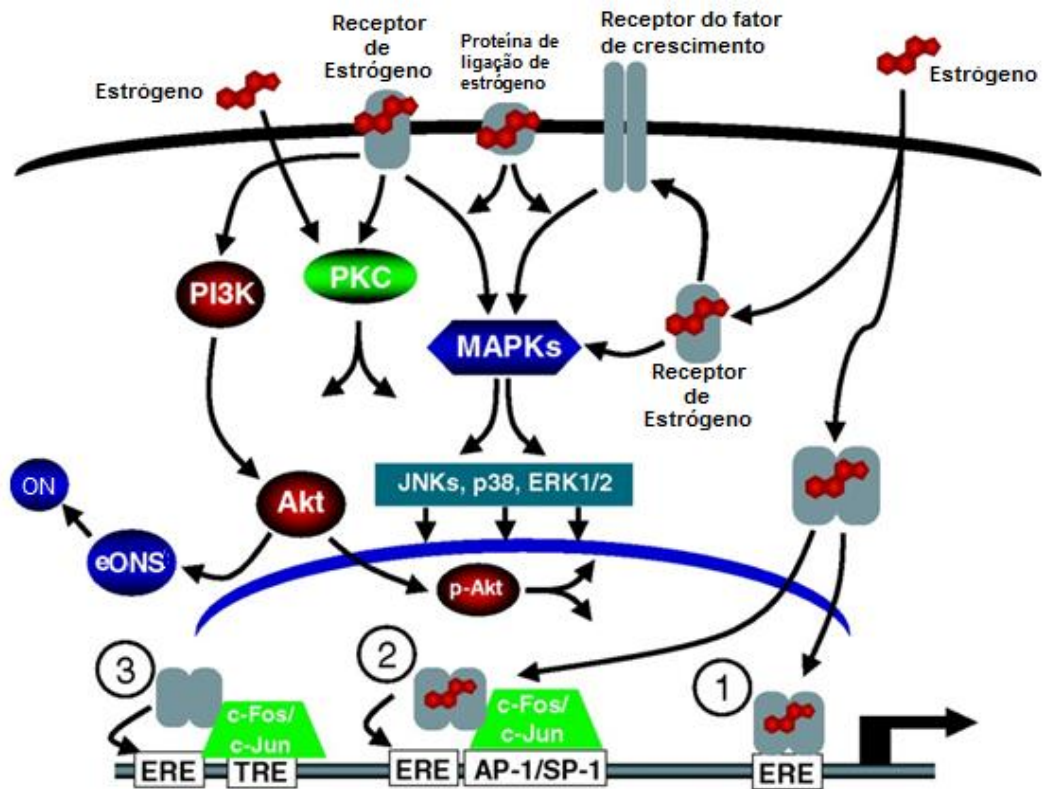 Estrógeno
Receptor
de
Estrógeno
Proteína de
ligação de
estrógeno
Receptor do fator
de crescimento
Estrógeno
PI3K
PKC
MAPKs
Receptor
de
Estrógeno
JNKs, p38, ERK1/2
ON
eONS
Akt
p-Akt
3
c-Fos/
c-Jun
ERE
TRE
2
c-Fos/
c-Jun
ERE
AP-1/SP-1
1
ERE